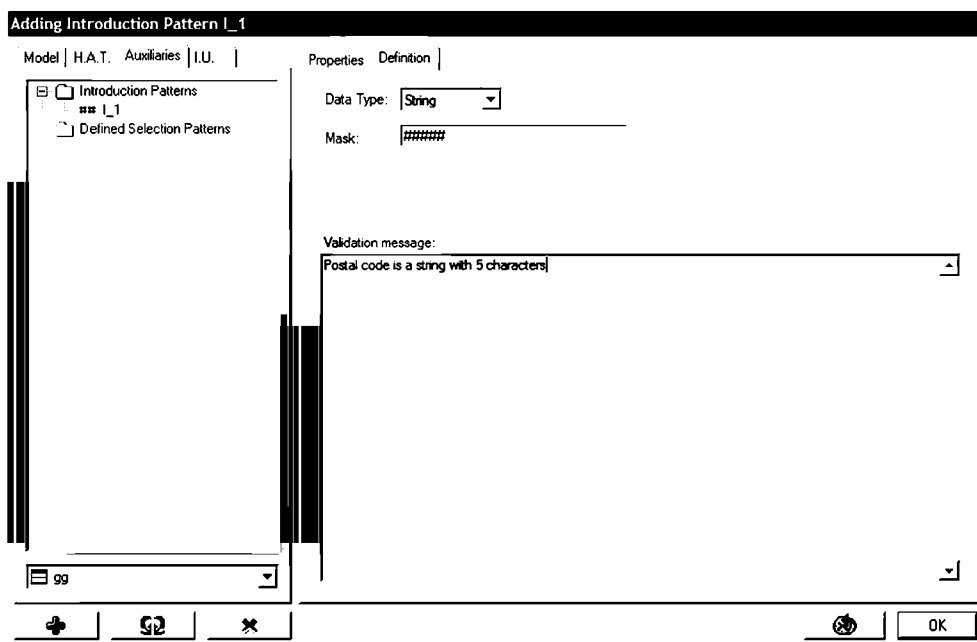 Adding Introduction Pattern I_1
Model H.A.T. Auxiliaries I.U.
Properties Definition
Introduction Patterns
## I_1
Defined Selection Patterns
Data Type: String
Mask: #####
Validation message:
Postal code is a string with 5 characters
gg
OK